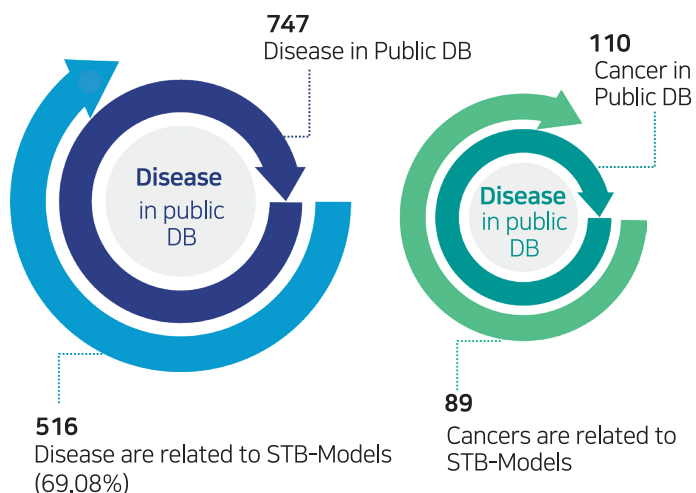 747
Disease in Public DB
Disease
in public
DB
516
Disease are related to STB-Models
(69,08%)
110
Cancer in
Public DB
Disease
in public
DB
89
Cancers are related to
STB-Models